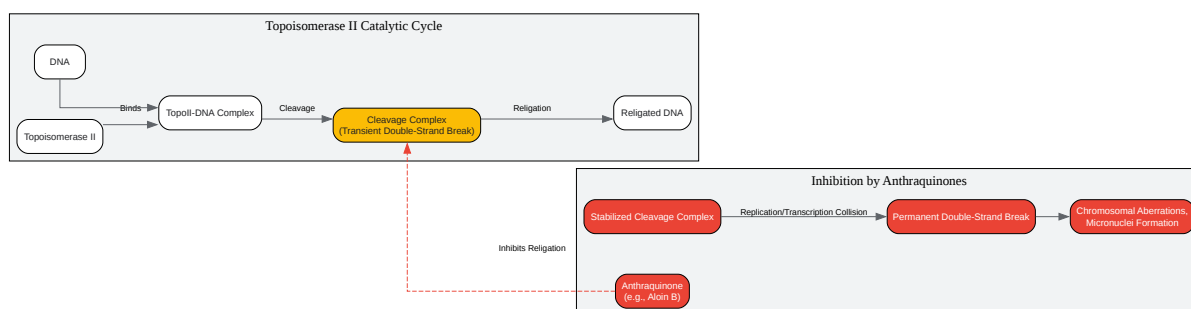 Topoisomerase II Catalytic Cycle
DNA
Binds
Topoisomerase II
TopoII-DNA Complex
Cleavage
Cleavage Complex
(Transient Double-Strand Break)
Religation
Religated DNA
Inhibition by Anthraquinones
Stabilized Cleavage Complex
Replication/Transcription Collision
Permanent Double-Strand Break
Chromosomal Aberrations,
Micronuclei Formation
Inhibits Religation
Anthraquinone
(e.g., Aloin B)